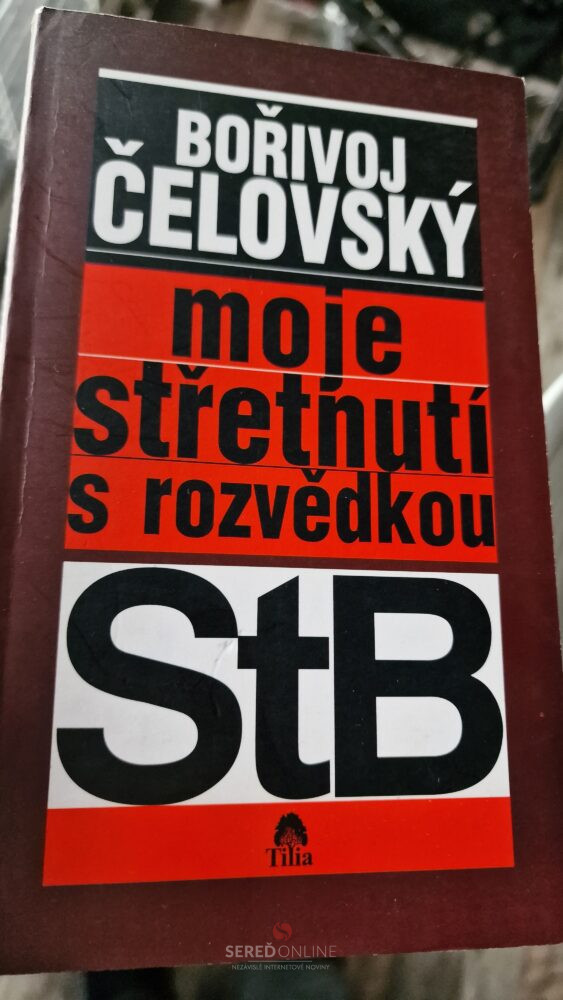 BOŘIVOJ
ČELOVSKÝ
moje
střetnutí
s rozvědkou
StB
Tilia
SEREĎONLINE
NEZÁVISLÉ INTERNETOVÉ NOVINY